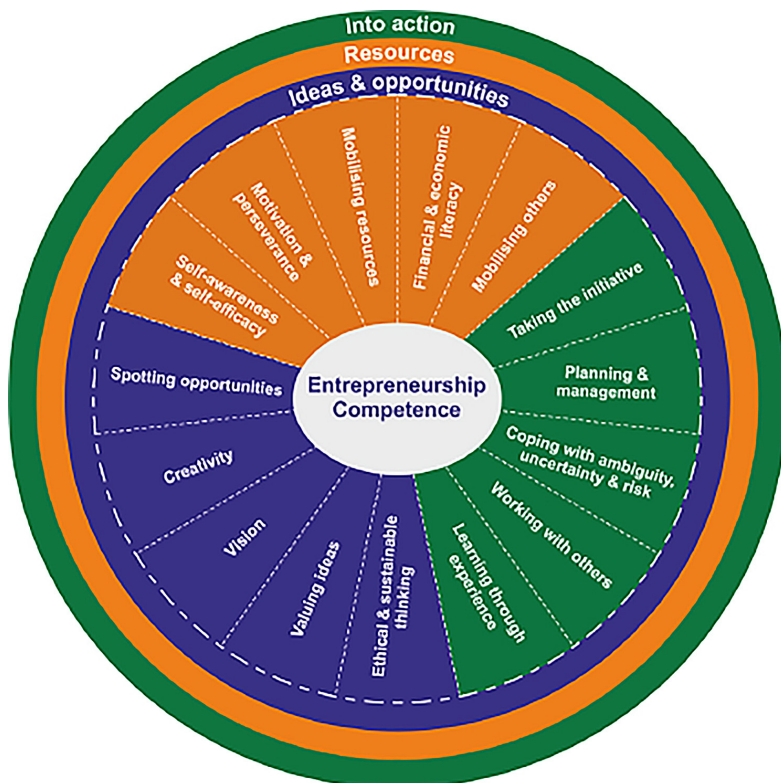 Into action
Resources
Ideas & opportunities
Mobilising resources
Financial & economic
literacy
Motivation &
perseverance
Mobilising others
Self-awareness
& self-efficacy
Taking the initiative
Spotting opportunities
Entrepreneurship
Competence
Planning &
management
Creativity
Coping with ambiguity,
uncertainty & risk
Vision
Working with others
Valuing ideas
Ethical & sustainable
thinking
Learning through
experience